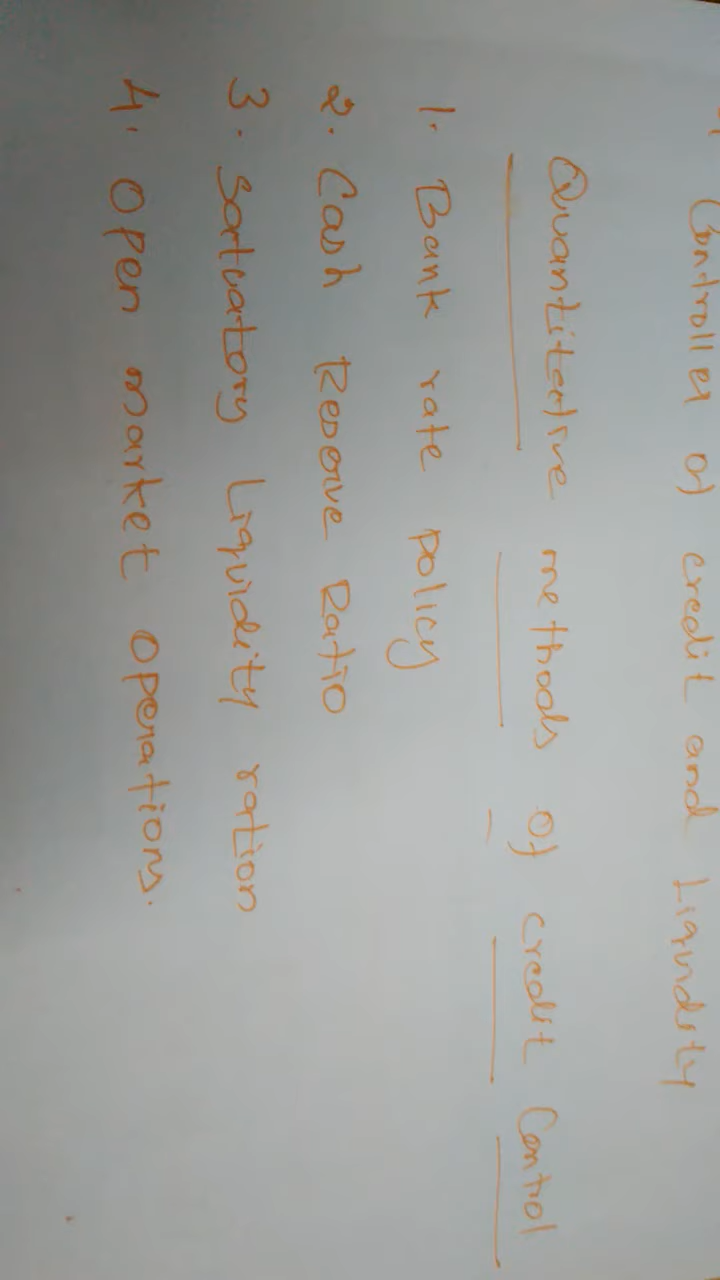 Controller of credit and Liquidity
Quantitative methods of credit Control
1. Bank rate policy
2. Cash Reserve Ratio
3. Satuatory Liquidity ration
4. Open market operations.